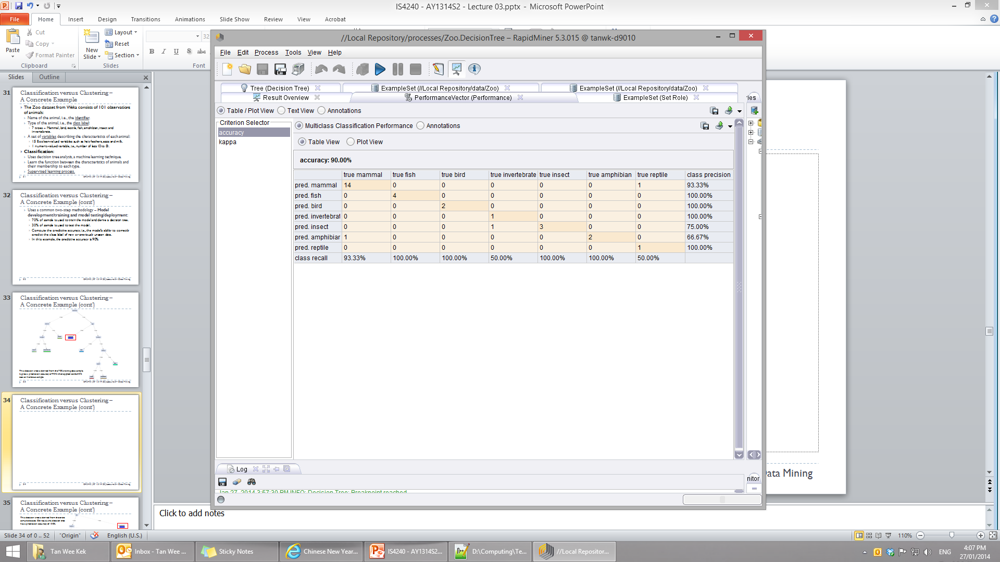 IS4240 - AY1314S2 - Lecture 03.pptx - Microsoft PowerPoint
File Home Insert Design Transitions Animations Slide Show Review View Acrobat
Paste
Cut
Copy
Format Painter
Clipboard
New Slide
Layout
Reset
Section
Slides
32
B I U S abc
Font
Slides Outline
31
Classification versus Clustering –
A Concrete Example
The Zoo dataset from Weka consists of 101 observations
of animals:
Name of the animal, i.e., the identifier.
Type of the animal, i.e., the class label:
7 types – Mammal, bird, reptile, fish, amphibian, insect and
invertebrate.
A set of variables describing the characteristics of each animal:
15 Boolean-valued variables such as hair, feathers, eggs and milk.
1 numeric-valued variable, i.e., number of legs (0 to 8).
Classification:
Uses decision tree analysis, a machine learning technique.
Learn the function between the characteristics of animals and
their membership to each type.
Supervised learning process.
31
32
Classification versus Clustering –
A Concrete Example (cont')
Uses a common two-step methodology – Model
development/training and model testing/deployment:
70% of sample is used to train the model and derive a decision tree.
30% of sample is used to test the model.
Compute the predictive accuracy, i.e., the model's ability to correctly
predict the class label of new or previously unseen data.
In this example, the predictive accuracy is 90%
32
33
Classification versus Clustering –
A Concrete Example (cont')
33
34
Classification versus Clustering –
A Concrete Example (cont')
34
35
Classification versus Clustering –
A Concrete Example (cont')
//Local Repository/processes/Zoo.DecisionTree – RapidMiner 5.3.015 @ tanwk-d9010
File Edit Process Tools View Help
Tree (Decision Tree) ExampleSet (//Local Repository/data/Zoo) ExampleSet (//Local Repository/data/Zoo)
Result Overview PerformanceVector (Performance) ExampleSet (Set Role) ries
Table / Plot View Text View Annotations
Criterion Selector
accuracy
kappa
Multiclass Classification Performance Annotations
Table View Plot View
accuracy: 90.00%
true mammal true fish true bird true invertebrate true insect true amphibian true reptile class precision
pred. mammal 14 0 0 0 0 0 1 93.33%
pred. fish 0 4 0 0 0 0 0 100.00%
pred. bird 0 0 2 0 0 0 0 100.00%
pred. invertebrat 0 0 0 1 0 0 0 100.00%
pred. insect 0 0 0 1 3 0 0 75.00%
pred. amphibiar 1 0 0 0 0 2 0 66.67%
pred. reptile 0 0 0 0 0 0 1 100.00%
class recall 93.33% 100.00% 100.00% 50.00% 100.00% 100.00% 50.00%
Log
Jan 27, 2014 3:57:30 PM INFO: Decision Tree: Breakpoint reached
nitor
ata Mining
Click to add notes
Slide 34 of 0 .. 52 "Origin" English (U.S.) 110%
Tan Wee Kek
Inbox - Tan Wee ...
Sticky Notes
Chinese New Year...
IS4240 - AY1314S2...
D:\Computing\Te...
//Local Repositor...
ENG
4:07 PM
27/01/2014